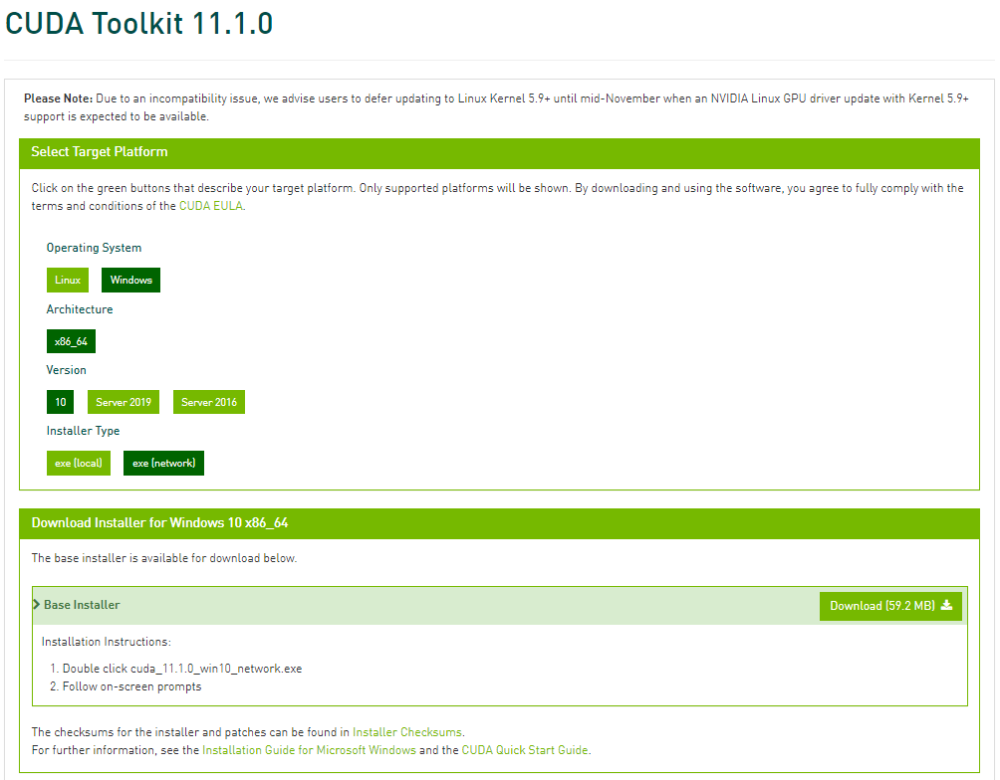 CUDA Toolkit 11.1.0
Please Note: Due to an incompatibility issue, we advise users to defer updating to Linux Kernel 5.9+ until mid-November when an NVIDIA Linux GPU driver update with Kernel 5.9+
support is expected to be available.
Select Target Platform
Click on the green buttons that describe your target platform. Only supported platforms will be shown. By downloading and using the software, you agree to fully comply with the
terms and conditions of the CUDA EULA.
Operating System
Linux Windows
Architecture
x86_64
Version
10 Server 2019 Server 2016
Installer Type
exe (local) exe (network)
Download Installer for Windows 10 x86_64
The base installer is available for download below.
Base Installer Download (59.2 MB)
Installation Instructions:
1. Double click cuda_11.1.0_win10_network.exe
2. Follow on-screen prompts
The checksums for the installer and patches can be found in Installer Checksums.
For further information, see the Installation Guide for Microsoft Windows and the CUDA Quick Start Guide.